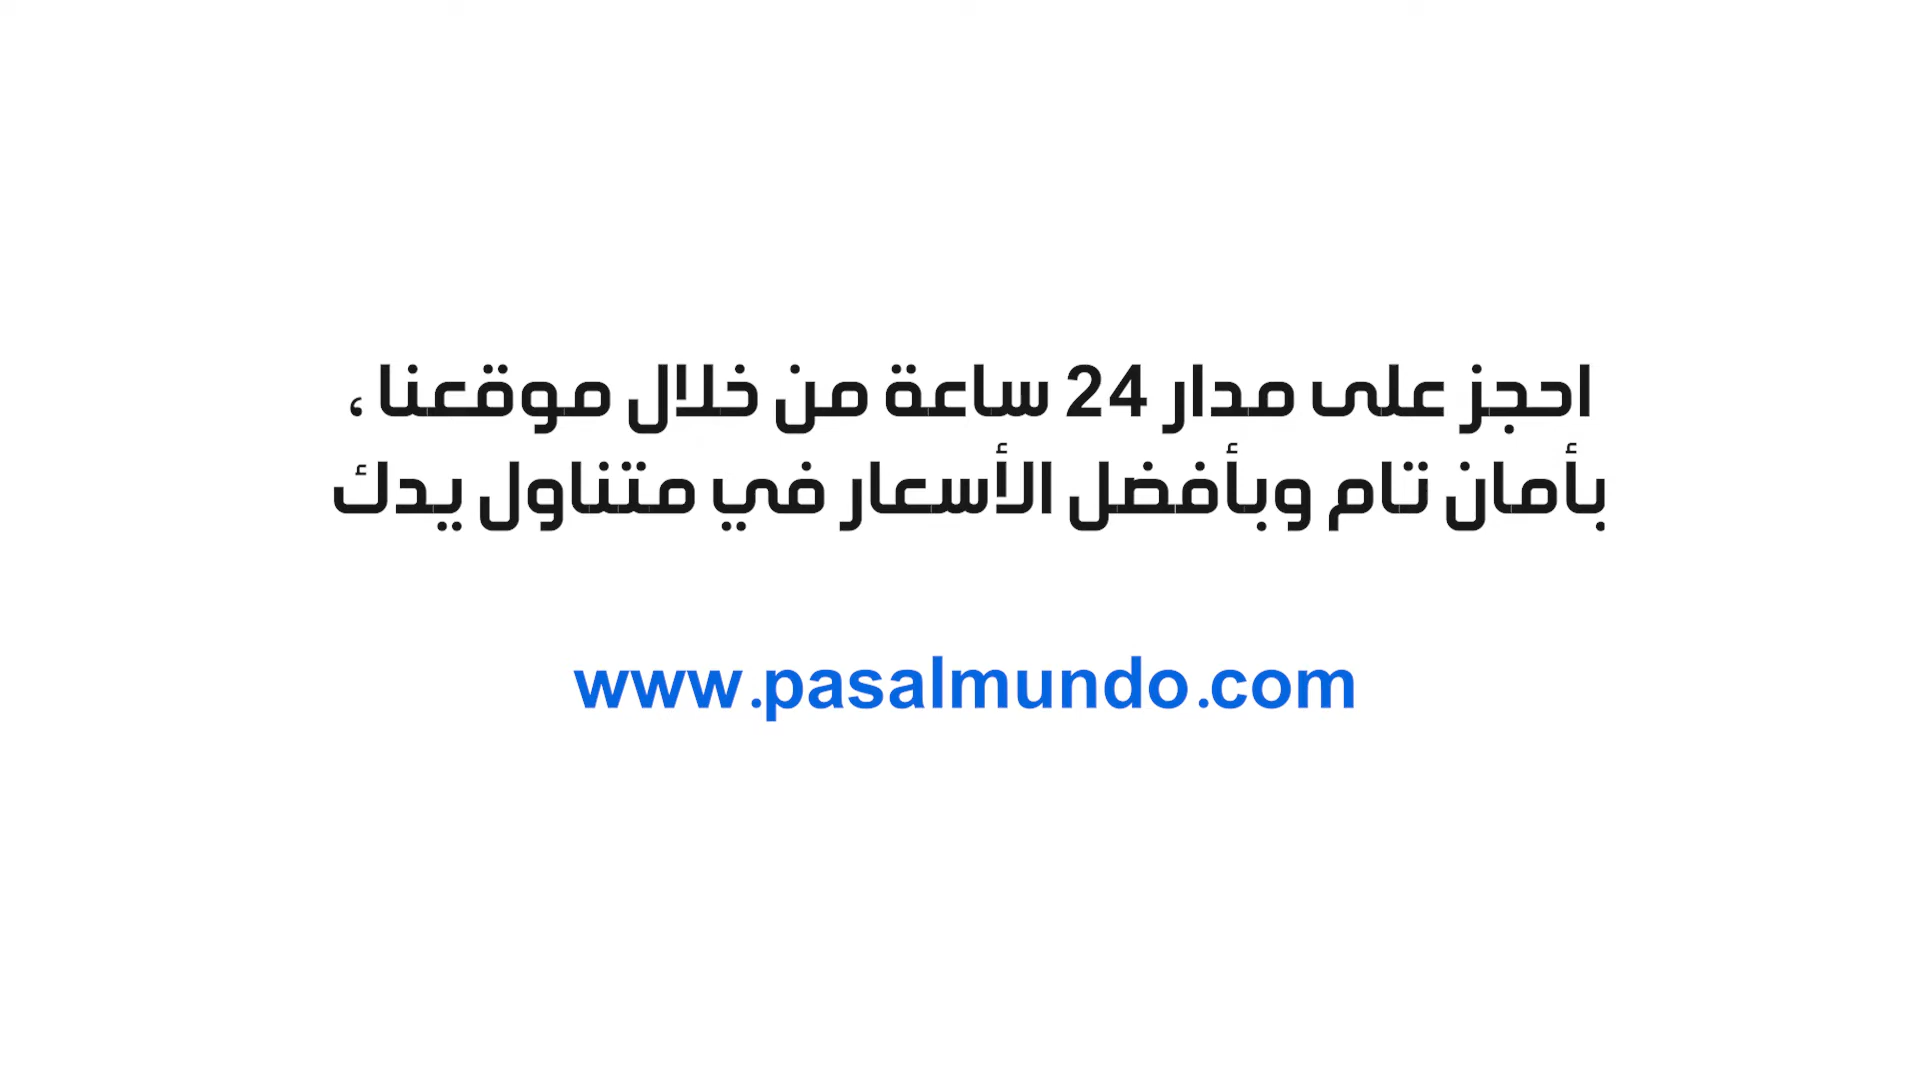 احجز على مدار 24 ساعة من خلال موقعنا ،
بأمان تام وبأفضل الأسعار في متناول يدك
www.pasalmundo.com